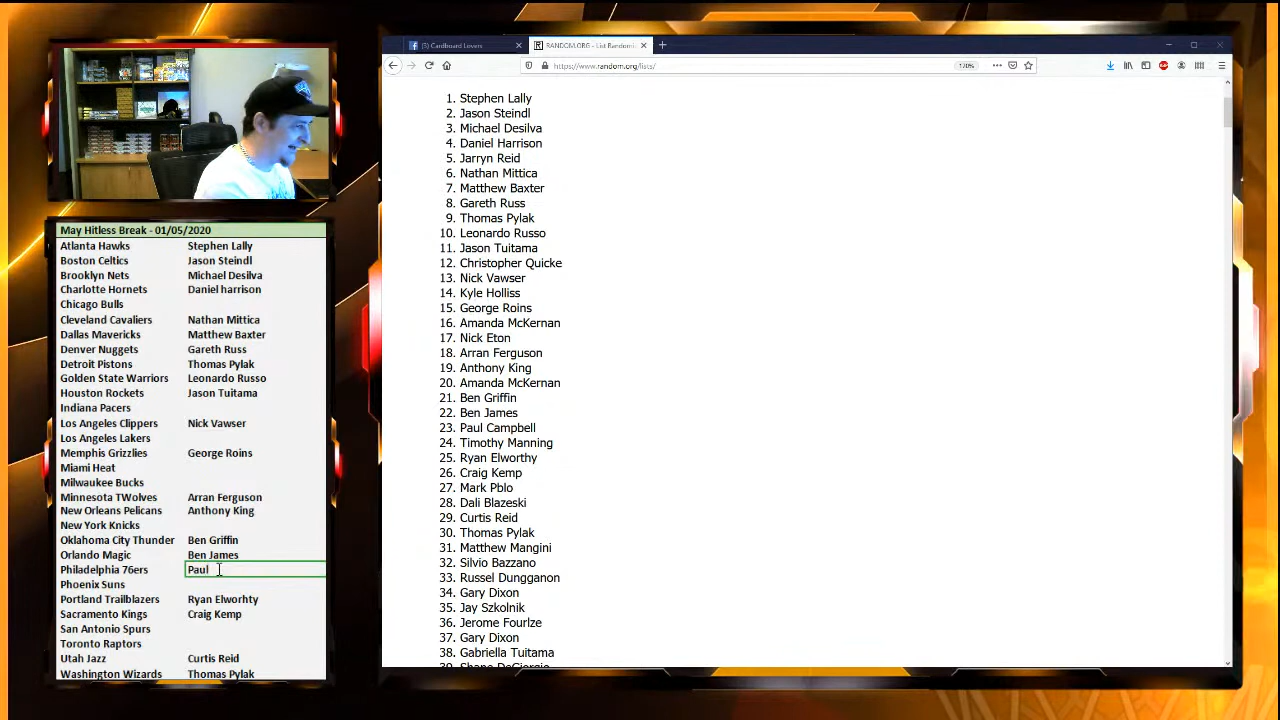 (3) Cardboard Lovers
RANDOM.ORG - List Randomi
https://www.random.org/lists/
120%
1. Stephen Lally
2. Jason Steindl
3. Michael Desilva
4. Daniel Harrison
5. Jarryn Reid
6. Nathan Mittica
7. Matthew Baxter
8. Gareth Russ
9. Thomas Pylak
10. Leonardo Russo
11. Jason Tuitama
12. Christopher Quicke
13. Nick Vawser
14. Kyle Holliss
15. George Roins
16. Amanda McKernan
17. Nick Eton
18. Arran Ferguson
19. Anthony King
20. Amanda McKernan
21. Ben Griffin
22. Ben James
23. Paul Campbell
24. Timothy Manning
25. Ryan Elworthy
26. Craig Kemp
27. Mark Pblo
28. Dali Blazeski
29. Curtis Reid
30. Thomas Pylak
31. Matthew Mangini
32. Silvio Bazzano
33. Russel Dungganon
34. Gary Dixon
35. Jay Szkolnik
36. Jerome Fourlze
37. Gary Dixon
38. Gabriella Tuitama
39. Shane DeGiorgio
May Hitless Break - 01/05/2020
Atlanta Hawks Stephen Lally
Boston Celtics Jason Steindl
Brooklyn Nets Michael Desilva
Charlotte Hornets Daniel harrison
Chicago Bulls
Cleveland Cavaliers Nathan Mittica
Dallas Mavericks Matthew Baxter
Denver Nuggets Gareth Russ
Detroit Pistons Thomas Pylak
Golden State Warriors Leonardo Russo
Houston Rockets Jason Tuitama
Indiana Pacers
Los Angeles Clippers Nick Vawser
Los Angeles Lakers
Memphis Grizzlies George Roins
Miami Heat
Milwaukee Bucks
Minnesota TWolves Arran Ferguson
New Orleans Pelicans Anthony King
New York Knicks
Oklahoma City Thunder Ben Griffin
Orlando Magic Ben James
Philadelphia 76ers Paul
Phoenix Suns
Portland Trailblazers Ryan Elworhty
Sacramento Kings Craig Kemp
San Antonio Spurs
Toronto Raptors
Utah Jazz Curtis Reid
Washington Wizards Thomas Pylak